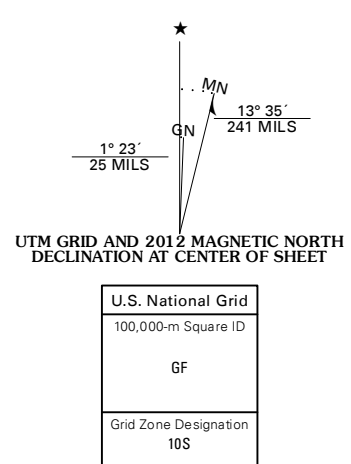 ★
MN
GN
13° 35´
241 MILS
1° 23´
25 MILS
UTM GRID AND 2012 MAGNETIC NORTH
DECLINATION AT CENTER OF SHEET
U.S. National Grid
100,000-m Square ID
GF
Grid Zone Designation
10S